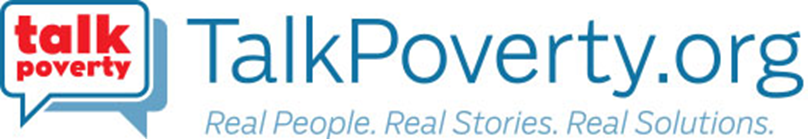 talk
poverty
TalkPoverty.org
Real People. Real Stories. Real Solutions.